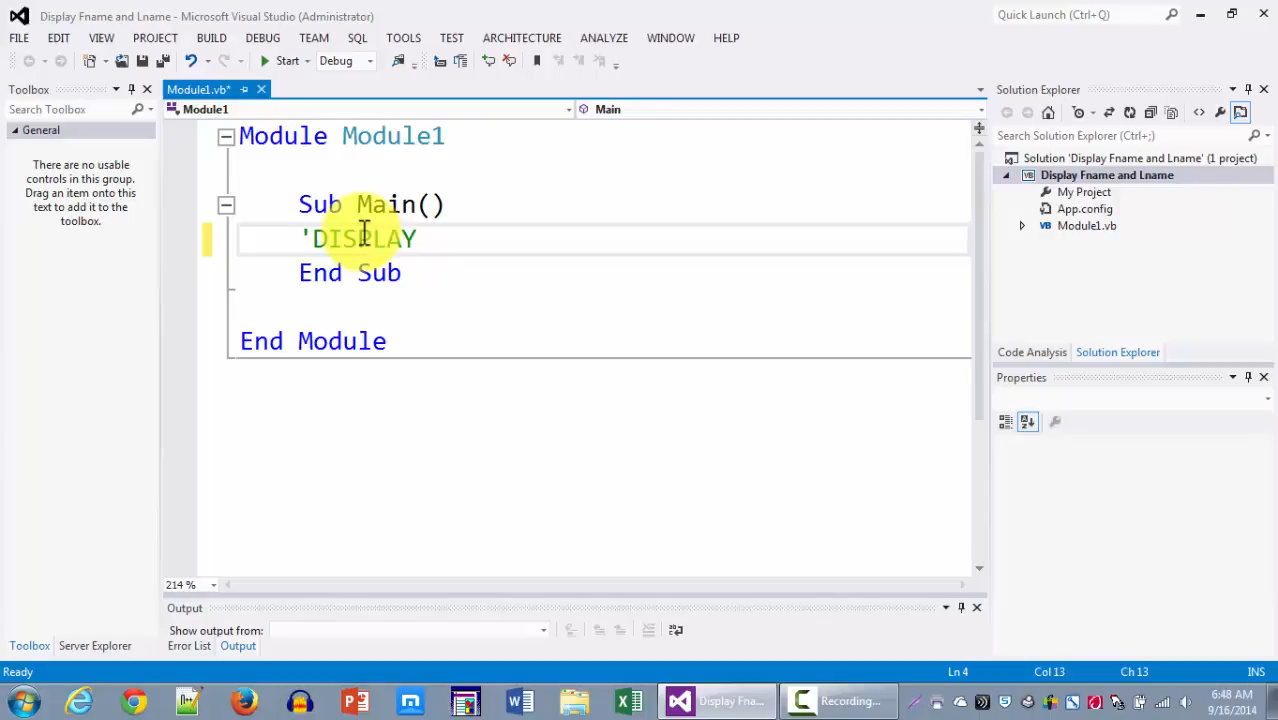 Display Fname and Lname - Microsoft Visual Studio (Administrator)
Quick Launch (Ctrl+Q)
FILE EDIT VIEW PROJECT BUILD DEBUG TEAM SQL TOOLS TEST ARCHITECTURE ANALYZE WINDOW HELP
Start Debug
Toolbox
Module1.vb*
Solution Explorer
Search Toolbox
Module1
Main
General
Search Solution Explorer (Ctrl+;)
There are no usable
controls in this group.
Drag an item onto this
text to add it to the
toolbox.
Module Module1
Sub Main()
'DISPLAY
End Sub
End Module
Solution 'Display Fname and Lname' (1 project)
Display Fname and Lname
My Project
App.config
Module1.vb
Code Analysis Solution Explorer
Properties
214 %
Output
Show output from:
Toolbox Server Explorer
Error List Output
Ready
Ln 4 Col 13 Ch 13 INS
Display Fna...
Recording...
6:48 AM
9/16/2014